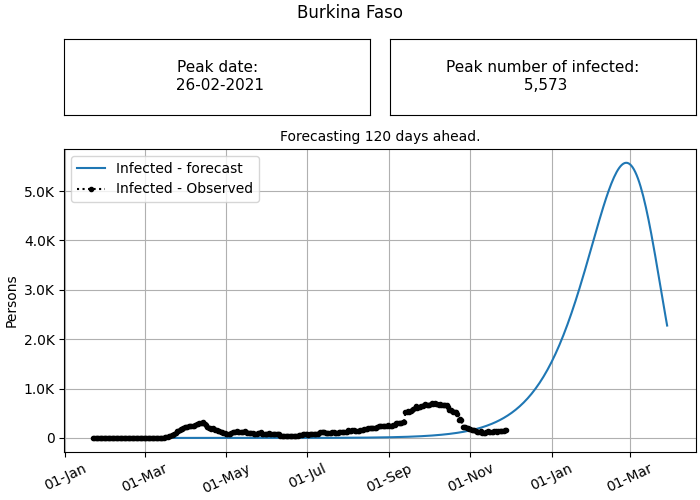 Burkina Faso
Peak date:
26-02-2021
Peak number of infected:
5,573
Forecasting 120 days ahead.
Infected - forecast
Infected - Observed
Persons
5.0K
4.0K
3.0K
2.0K
1.0K
0
01-Jan
01-Mar
01-May
01-Jul
01-Sep
01-Nov
01-Jan
01-Mar